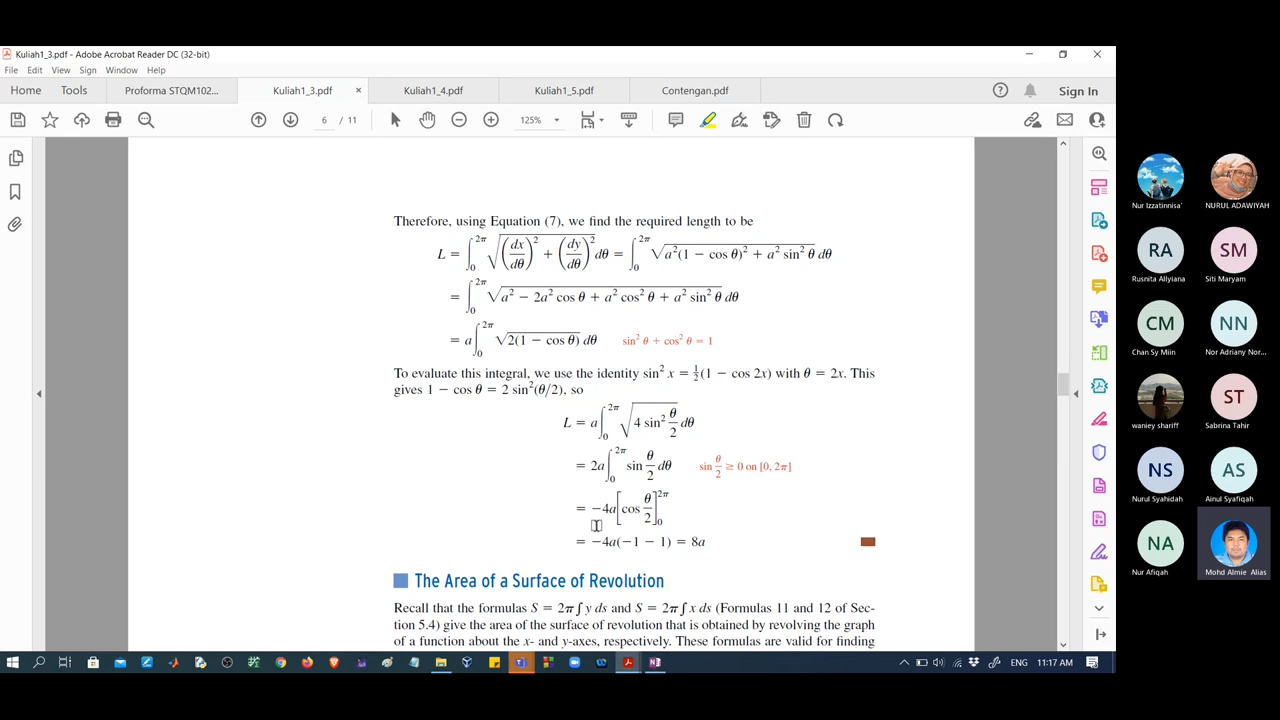 Kuliah1_3.pdf - Adobe Acrobat Reader DC (32-bit)
File Edit View Sign Window Help
Home Tools Proforma STQM102... Kuliah1_3.pdf × Kuliah1_4.pdf Kuliah1_5.pdf Contengan.pdf Sign In
6 / 11 125%
Therefore, using Equation (7), we find the required length to be
L = ∫₀^2π √((dx/dθ)² + (dy/dθ)²) dθ = ∫₀^2π √(a²(1 − cos θ)² + a² sin² θ) dθ
= ∫₀^2π √(a² − 2a² cos θ + a² cos² θ + a² sin² θ) dθ
= a ∫₀^2π √(2(1 − cos θ)) dθ sin² θ + cos² θ = 1
To evaluate this integral, we use the identity sin² x = ½(1 − cos 2x) with θ = 2x. This
gives 1 − cos θ = 2 sin²(θ/2), so
L = a ∫₀^2π √(4 sin² θ/2) dθ
= 2a ∫₀^2π sin θ/2 dθ sin θ/2 ≥ 0 on [0, 2π]
= −4a[cos θ/2]₀^2π
= −4a(−1 − 1) = 8a
The Area of a Surface of Revolution
Recall that the formulas S = 2π ∫ y ds and S = 2π ∫ x ds (Formulas 11 and 12 of Sec-
tion 5.4) give the area of the surface of revolution that is obtained by revolving the graph
of a function about the x- and y-axes, respectively. These formulas are valid for finding
Nur Izzatinnisa' NURUL ADAWIYAH
RA SM
Rusnita Allyiana Siti Maryam
CM NN
Chan Sy Miin Nor Adriany Nor...
ST
waniey shariff Sabrina Tahir
NS AS
Nurul Syahidah Ainul Syafiqah
NA
Nur Afiqah Mohd Almie Alias
ENG 11:17 AM